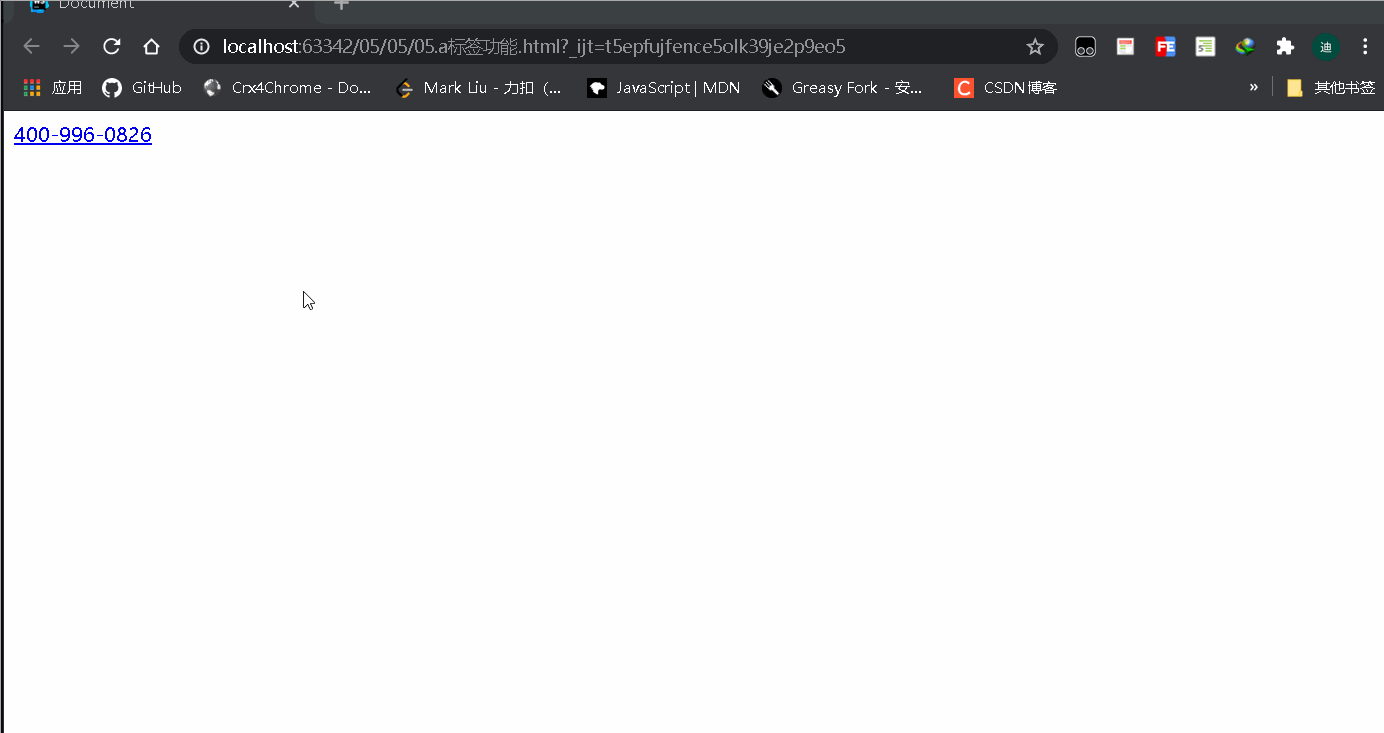 Document
localhost:63342/05/05/05.a标签功能.html?_ijt=t5epfujfence5olk39je2p9eo5
FE
迪
应用 GitHub Crx4Chrome - Do... Mark Liu - 力扣（... JavaScript | MDN Greasy Fork - 安... C CSDN博客 » 其他书签
400-996-0826